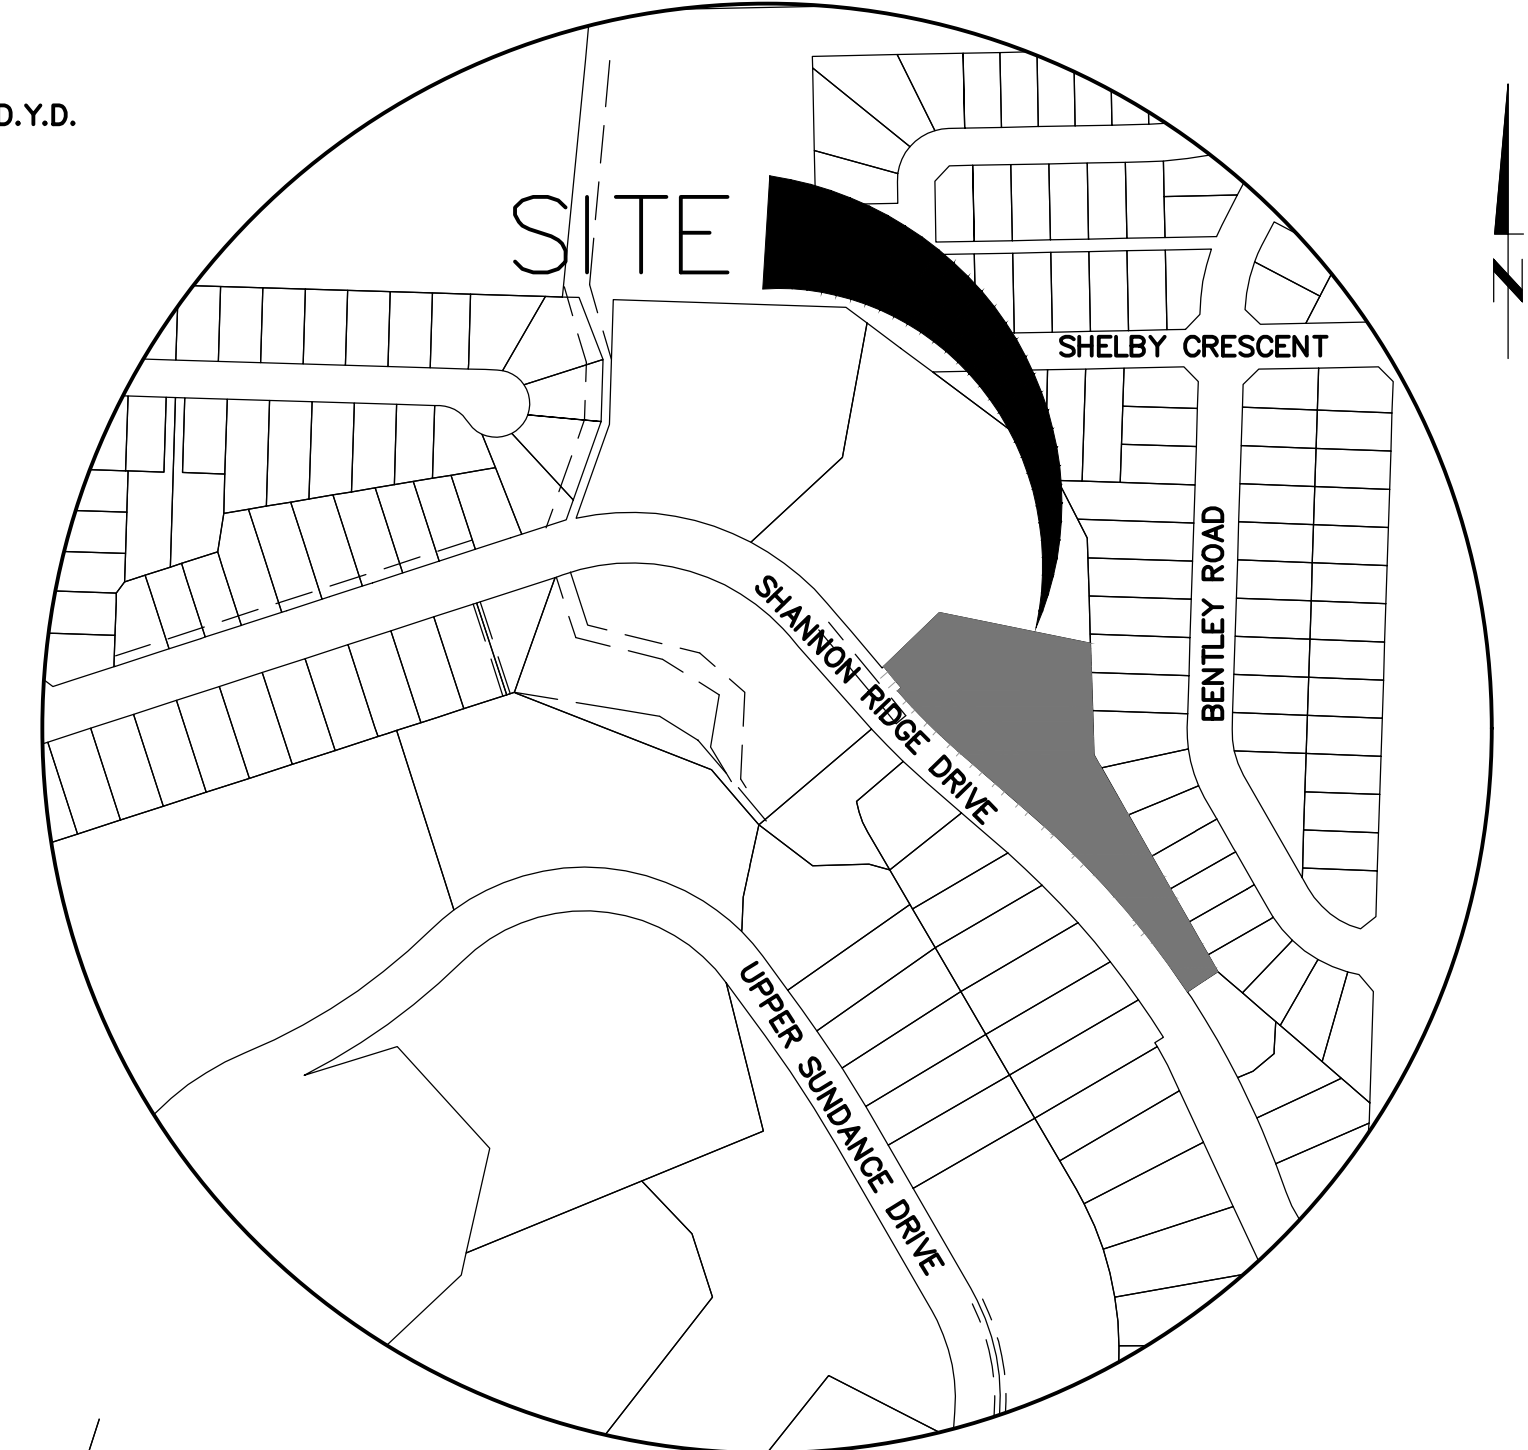 D.Y.D.
SITE
SHELBY CRESCENT
BENTLEY ROAD
SHANNON RIDGE DRIVE
UPPER SUNDANCE DRIVE
N